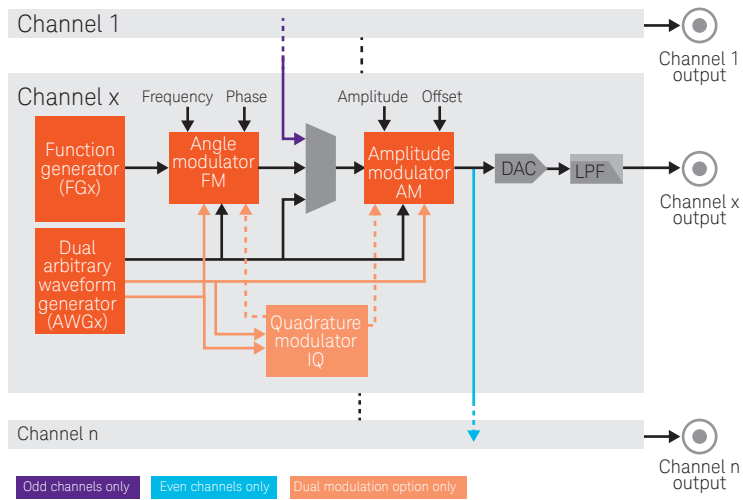 Channel 1
Channel 1
output
Channel x
Frequency
Phase
Amplitude
Offset
Function
generator
(FGx)
Angle
modulator
FM
Amplitude
modulator
AM
DAC
LPF
Channel x
output
Dual
arbitrary
waveform
generator
(AWGx)
Quadrature
modulator
IQ
Channel n
Channel n
output
Odd channels only
Even channels only
Dual modulation option only